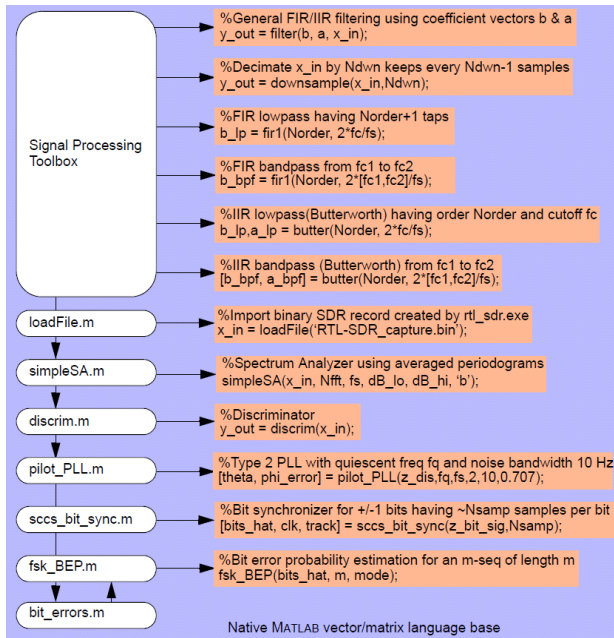 %General FIR/IIR filtering using coefficient vectors b & a
y_out = filter(b, a, x_in);
%Decimate x_in by Ndwn keeps every Ndwn-1 samples
y_out = downsample(x_in,Ndwn);
%FIR lowpass having Norder+1 taps
b_lp = fir1(Norder, 2*fc/fs);
Signal Processing
Toolbox
%FIR bandpass from fc1 to fc2
b_bpf = fir1(Norder, 2*[fc1,fc2]/fs);
%IIR lowpass(Butterworth) having order Norder and cutoff fc
b_lp,a_lp = butter(Norder, 2*fc/fs);
%IIR bandpass (Butterworth) from fc1 to fc2
[b_bpf, a_bpf] = butter(Norder, 2*[fc1,fc2]/fs);
loadFile.m
%Import binary SDR record created by rtl_sdr.exe
x_in = loadFile(‘RTL-SDR_capture.bin’);
simpleSA.m
%Spectrum Analyzer using averaged periodograms
simpleSA(x_in, Nfft, fs, dB_lo, dB_hi, ‘b’);
discrim.m
%Discriminator
y_out = discrim(x_in);
pilot_PLL.m
%Type 2 PLL with quiescent freq fq and noise bandwidth 10 Hz
[theta, phi_error] = pilot_PLL(z_dis,fq,fs,2,10,0.707);
sccs_bit_sync.m
%Bit synchronizer for +/-1 bits having ~Nsamp samples per bit
[bits_hat, clk, track] = sccs_bit_sync(z_bit_sig,Nsamp);
fsk_BEP.m
%Bit error probability estimation for an m-seq of length m
fsk_BEP(bits_hat, m, mode);
bit_errors.m
Native MATLAB vector/matrix language base